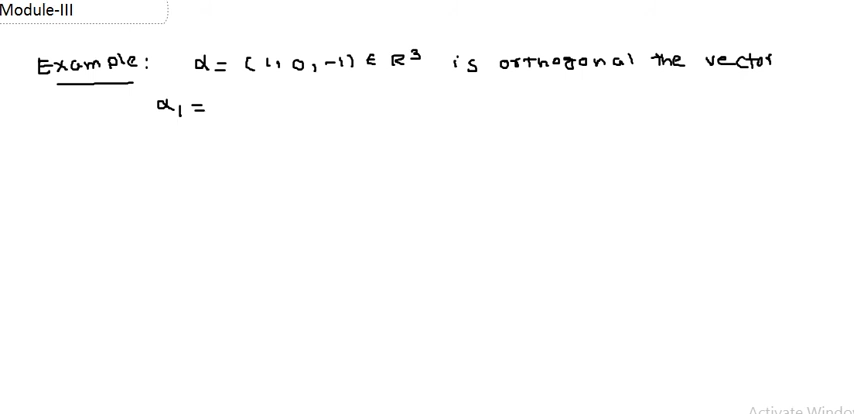 Module-III
Example: α = (1, 0, -1) ∈ R³ is orthogonal the vector
α₁ =
Activate Windo